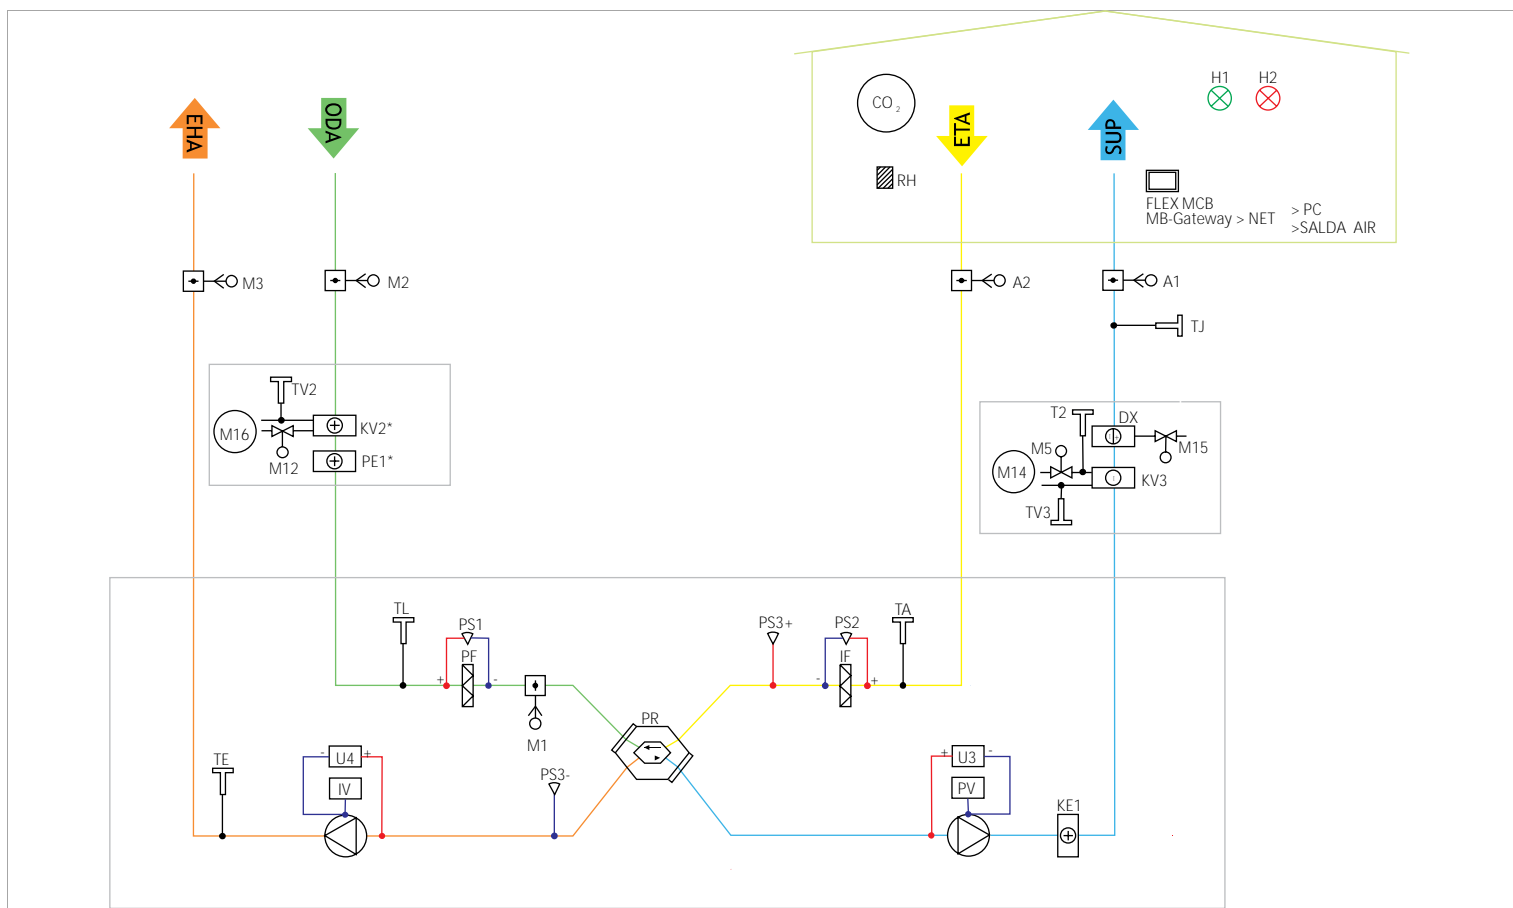 H1
H2
CO2
EHA
ODA
ETA
SUP
RH
FLEX MCB
MB-Gateway > NET
> PC
>SALDA AIR
M3
M2
A2
A1
TJ
TV2
M16
KV2*
M12
PE1*
T2
DX
M5
M15
M14
KV3
TV3
TL
PS1
PF
+
-
M1
PS3+
PS2
IF
-
+
TA
PR
TE
-
U4
+
IV
PS3-
+
U3
-
PV
KE1